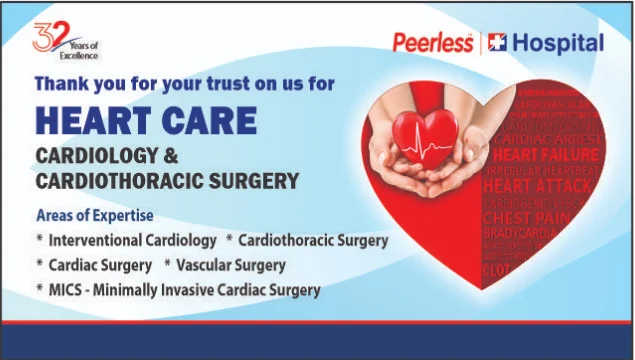 32 Years of
Excellence
Peerless Hospital
Thank you for your trust on us for
HEART CARE
CARDIOLOGY &
CARDIOTHORACIC SURGERY
Areas of Expertise
* Interventional Cardiology * Cardiothoracic Surgery
* Cardiac Surgery * Vascular Surgery
* MICS - Minimally Invasive Cardiac Surgery
CARDIOVASCULAR
CARDIAC ARREST
HEART FAILURE
IRREGULAR HEARTBEAT
HEART ATTACK
CHEST PAIN
BRADYCARDIA
CLOT